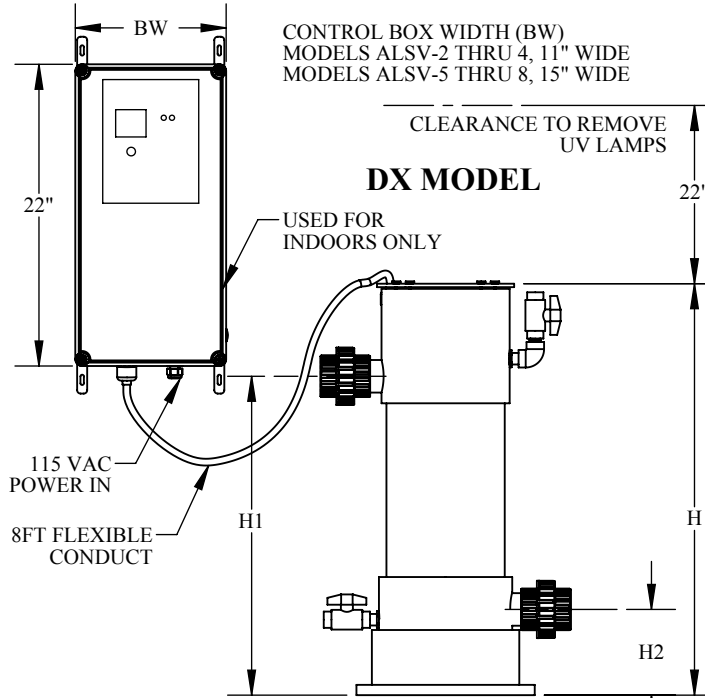 BW
CONTROL BOX WIDTH (BW)
MODELS ALSV-2 THRU 4, 11" WIDE
MODELS ALSV-5 THRU 8, 15" WIDE
CLEARANCE TO REMOVE
UV LAMPS
DX MODEL
22"
22"
USED FOR
INDOORS ONLY
115 VAC
POWER IN
8FT FLEXIBLE
CONDUCT
H1
H
H2